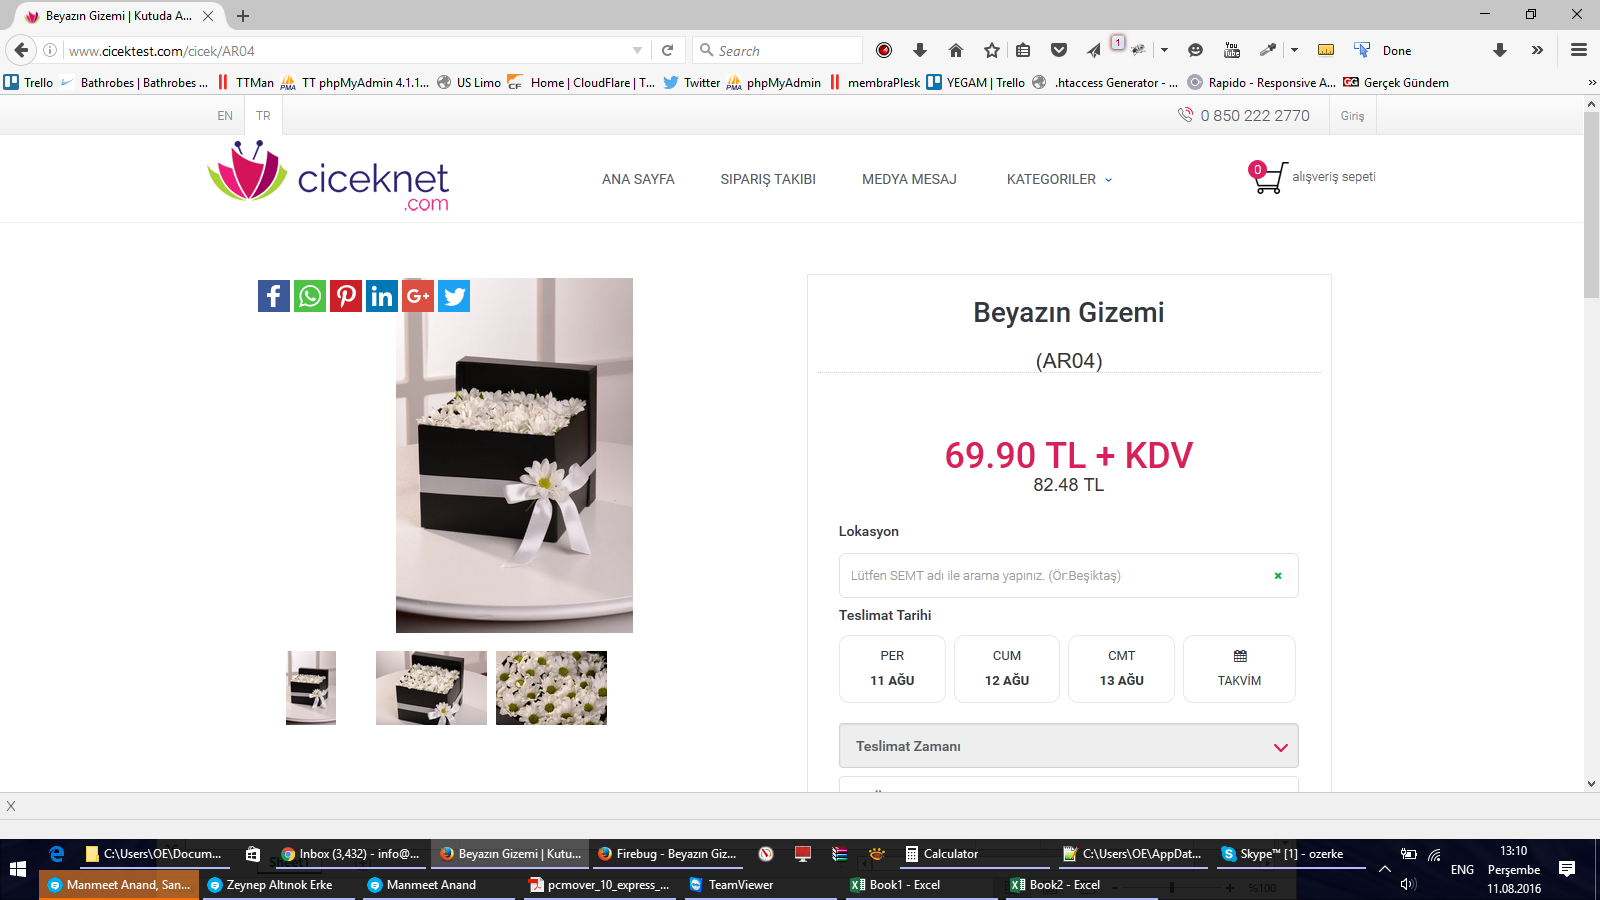 Beyazın Gizemi | Kutuda A...
www.cicektest.com/cicek/AR04
Search
1
Done
Trello
Bathrobes | Bathrobes ...
TTMan
TT phpMyAdmin 4.1.1...
US Limo
Home | CloudFlare | T...
Twitter
phpMyAdmin
membraPlesk
YEGAM | Trello
.htaccess Generator - ...
Rapido - Responsive A...
Gerçek Gündem
EN
TR
0 850 222 2770
Giriş
ciceknet
.com
ANA SAYFA
SIPARIŞ TAKIBI
MEDYA MESAJ
KATEGORILER
0
alışveriş sepeti
Beyazın Gizemi
(AR04)
69.90 TL + KDV
82.48 TL
Lokasyon
Lütfen SEMT adı ile arama yapınız. (Ör:Beşiktaş)
Teslimat Tarihi
PER
11 AĞU
CUM
12 AĞU
CMT
13 AĞU
TAKVİM
Teslimat Zamanı
X
C:\Users\OE\Docum...
Inbox (3,432) - info@...
Beyazın Gizemi | Kutu...
Firebug - Beyazın Giz...
Calculator
C:\Users\OE\AppDat...
Skype™ [1] - ozerke
Manmeet Anand, San...
Zeynep Altınok Erke
Manmeet Anand
pcmover_10_express_...
TeamViewer
Book1 - Excel
Book2 - Excel
%100
ENG
13:10
Perşembe
11.08.2016